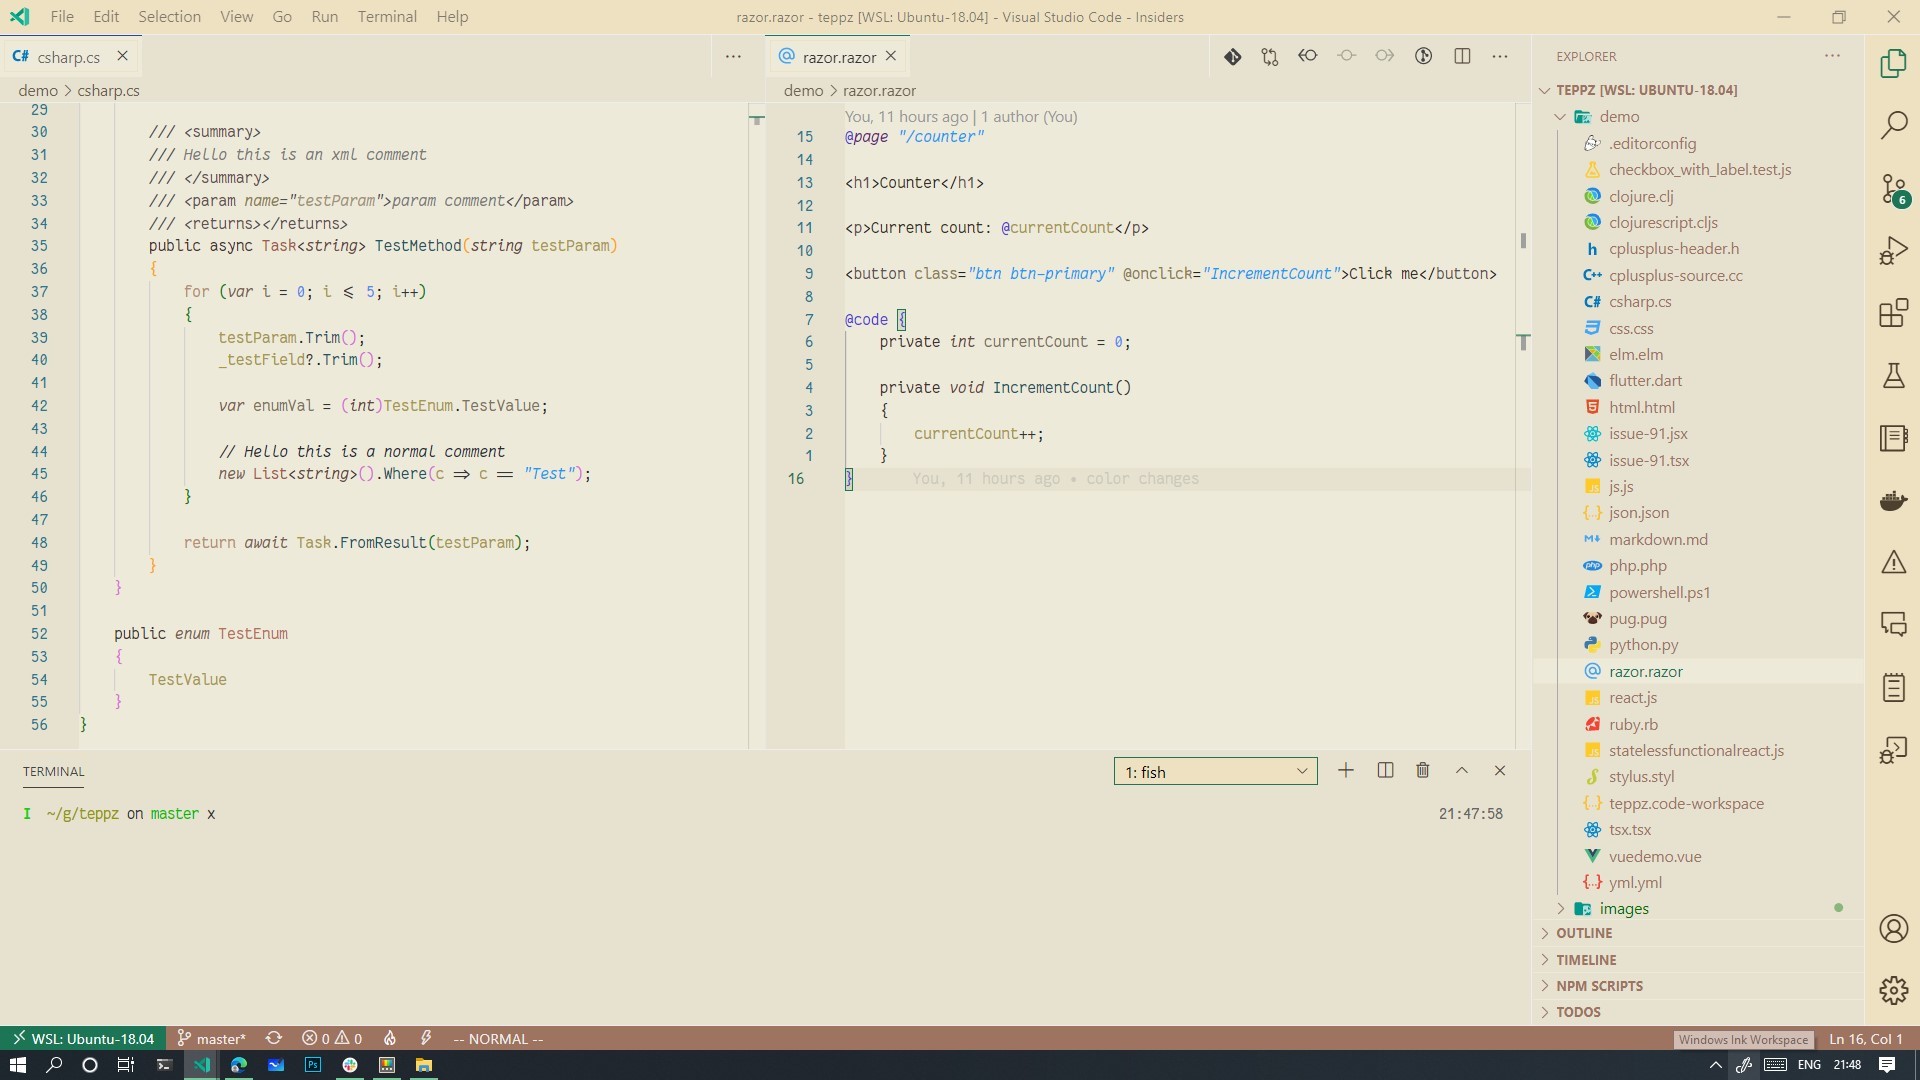 File Edit Selection View Go Run Terminal Help
razor.razor - teppz [WSL: Ubuntu-18.04] - Visual Studio Code - Insiders
C# csharp.cs
demo > csharp.cs
29
30 /// <summary>
31 /// Hello this is an xml comment
32 /// </summary>
33 /// <param name="testParam">param comment</param>
34 /// <returns></returns>
35 public async Task<string> TestMethod(string testParam)
36 {
37 for (var i = 0; i ⩽ 5; i++)
38 {
39 testParam.Trim();
40 _testField?.Trim();
41
42 var enumVal = (int)TestEnum.TestValue;
43
44 // Hello this is a normal comment
45 new List<string>().Where(c ⇒ c == "Test");
46 }
47
48 return await Task.FromResult(testParam);
49 }
50 }
51
52 public enum TestEnum
53 {
54 TestValue
55 }
56 }
@ razor.razor
demo > razor.razor
You, 11 hours ago | 1 author (You)
15 @page "/counter"
14
13 <h1>Counter</h1>
12
11 <p>Current count: @currentCount</p>
10
9 <button class="btn btn-primary" @onclick="IncrementCount">Click me</button>
8
7 @code {
6 private int currentCount = 0;
5
4 private void IncrementCount()
3 {
2 currentCount++;
1 }
16 } You, 11 hours ago • color changes
TERMINAL
1: fish
I ~/g/teppz on master x
21:47:58
EXPLORER
TEPPZ [WSL: UBUNTU-18.04]
demo
.editorconfig
checkbox_with_label.test.js
clojure.clj
clojurescript.cljs
h cplusplus-header.h
C++ cplusplus-source.cc
C# csharp.cs
css.css
elm.elm
flutter.dart
html.html
issue-91.jsx
issue-91.tsx
JS js.js
{..} json.json
M↓ markdown.md
php php.php
powershell.ps1
pug.pug
python.py
@ razor.razor
JS react.js
ruby.rb
JS statelessfunctionalreact.js
stylus.styl
{..} teppz.code-workspace
tsx.tsx
vuedemo.vue
{..} yml.yml
images
OUTLINE
TIMELINE
NPM SCRIPTS
TODOS
6
WSL: Ubuntu-18.04 master* 0 0 -- NORMAL --
Windows Ink Workspace
Ln 16, Col 1
Ps
ENG 21:48